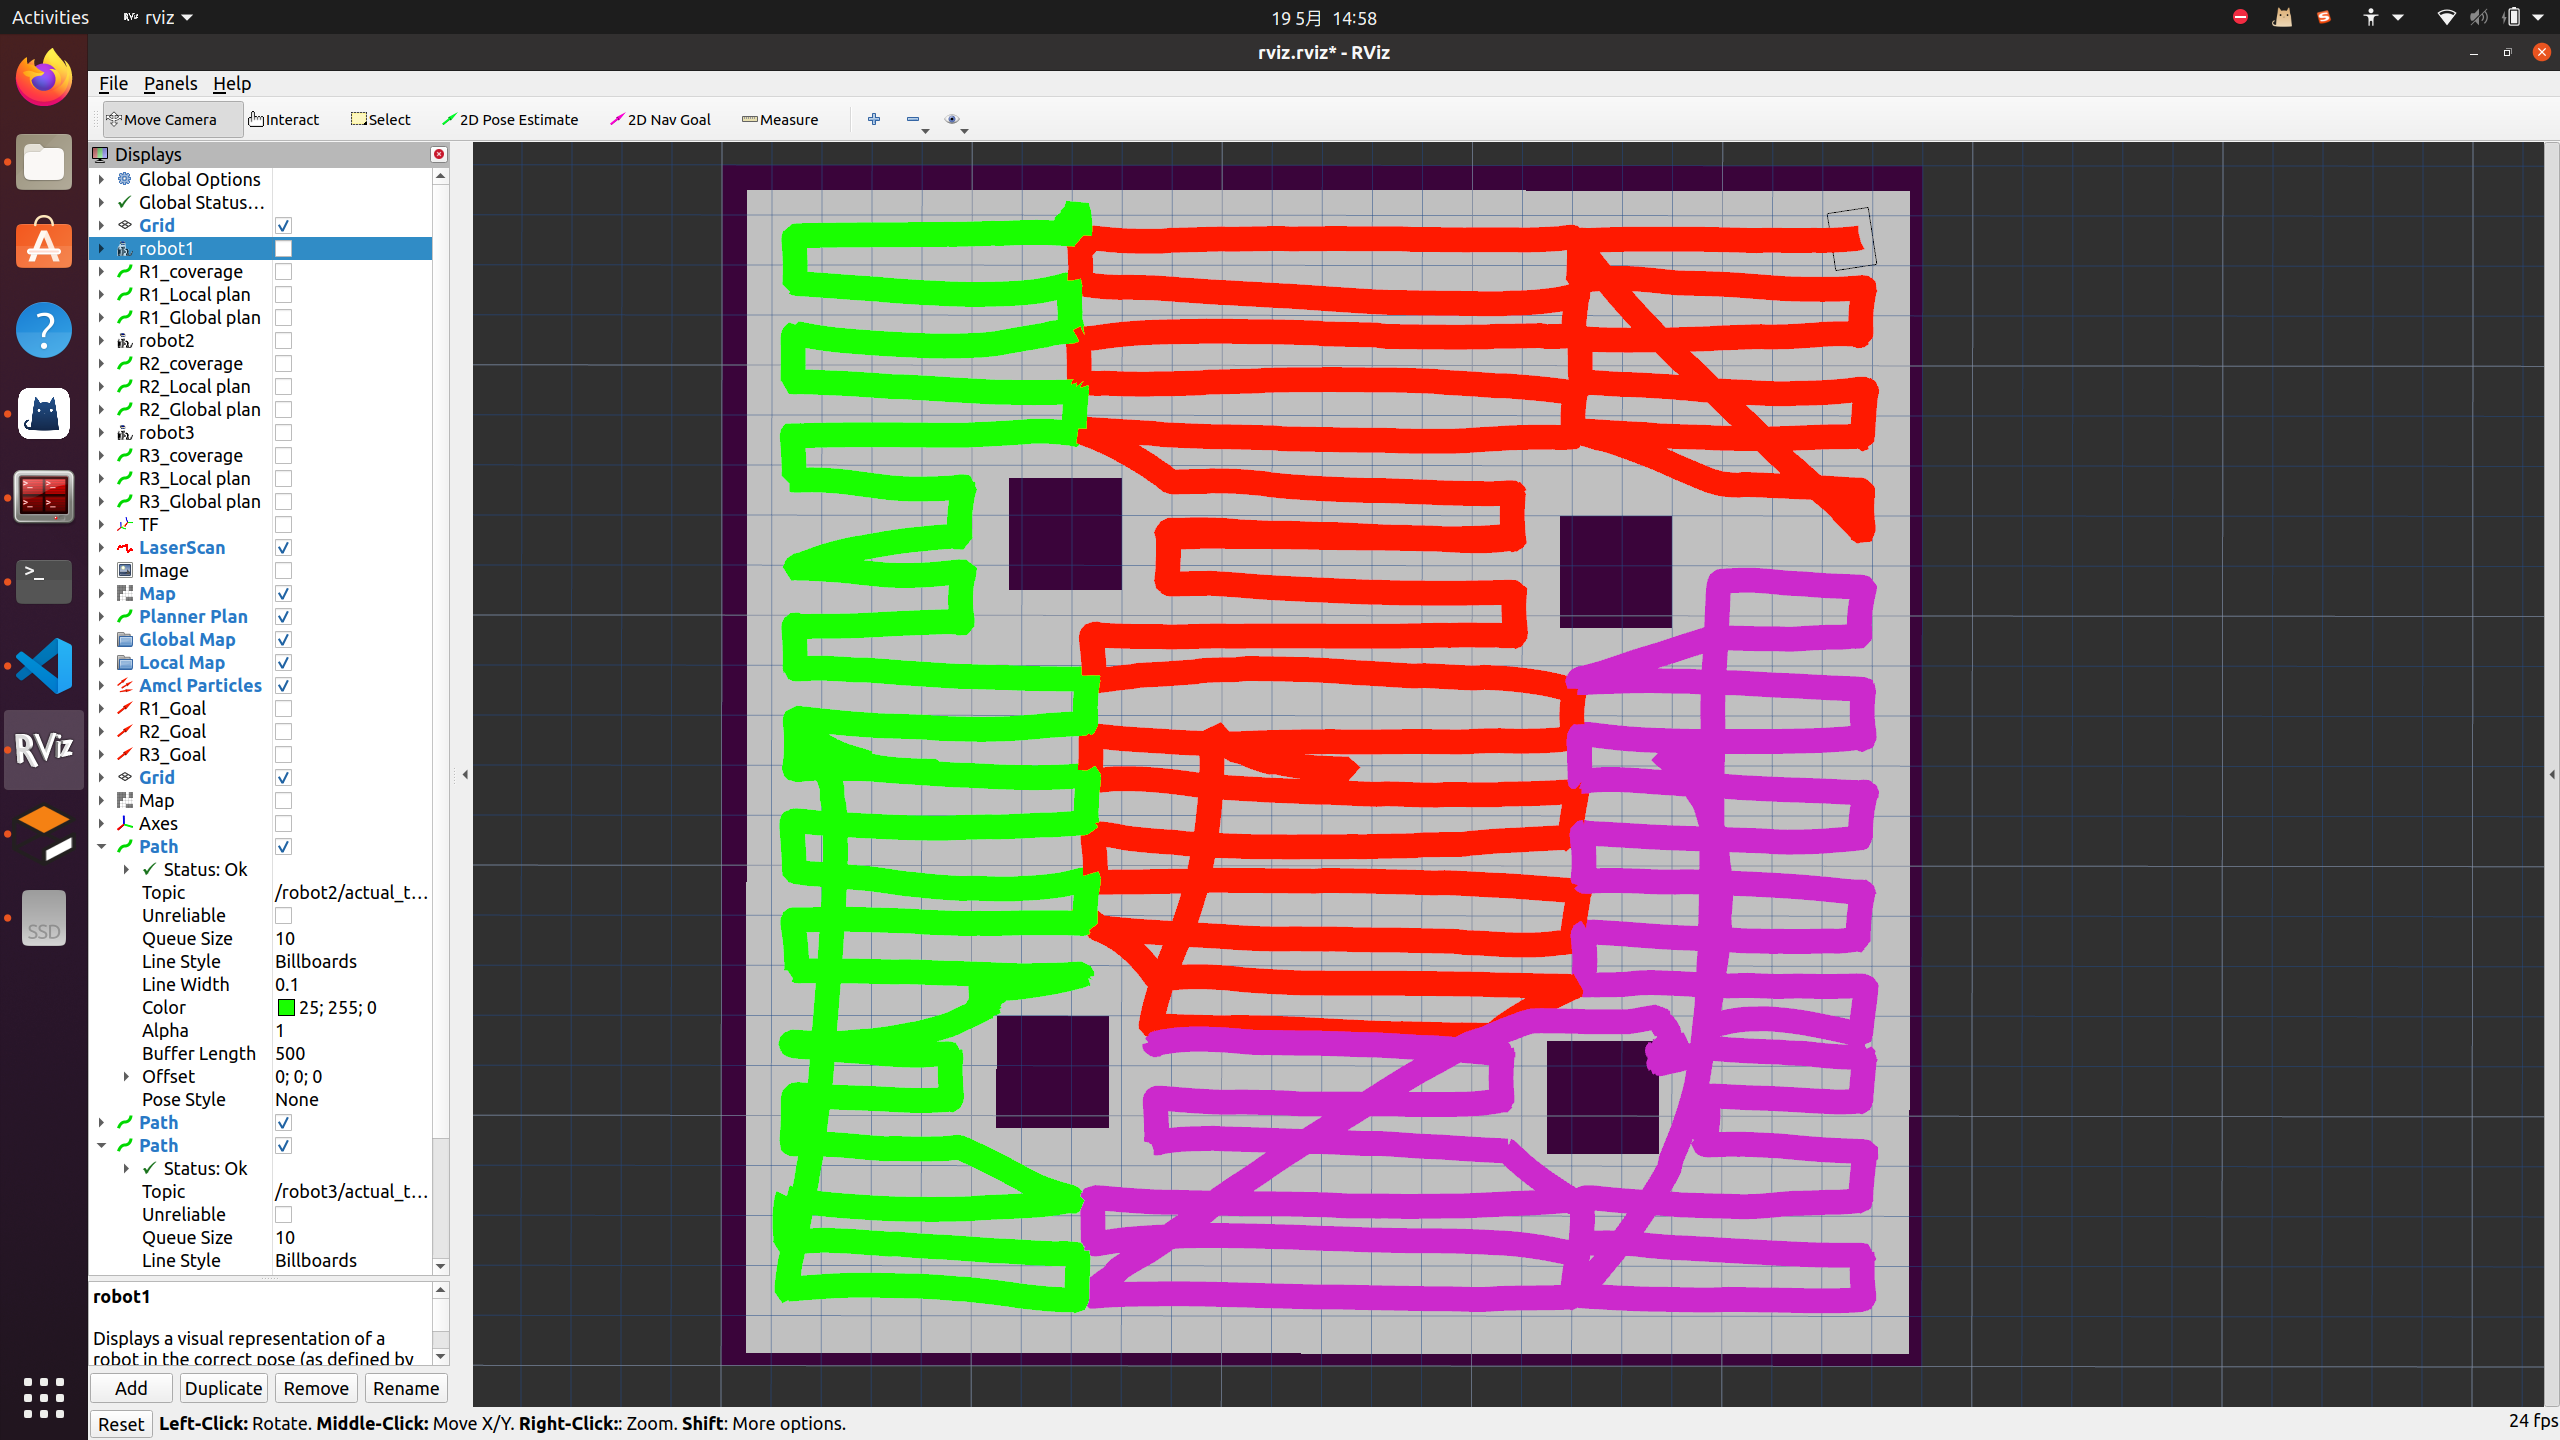 Activities
RViz rviz
19 5月 14:58
rviz.rviz* - RViz
File Panels Help
Move Camera Interact Select 2D Pose Estimate 2D Nav Goal Measure
Displays
Global Options
Global Status...
Grid
robot1
R1_coverage
R1_Local plan
R1_Global plan
robot2
R2_coverage
R2_Local plan
R2_Global plan
robot3
R3_coverage
R3_Local plan
R3_Global plan
TF
LaserScan
Image
Map
Planner Plan
Global Map
Local Map
Amcl Particles
R1_Goal
R2_Goal
R3_Goal
RViz
Grid
Map
Axes
Path
Status: Ok
Topic /robot2/actual_t...
Unreliable
SSD
Queue Size 10
Line Style Billboards
Line Width 0.1
Color 25; 255; 0
Alpha 1
Buffer Length 500
Offset 0; 0; 0
Pose Style None
Path
Path
Status: Ok
Topic /robot3/actual_t...
Unreliable
Queue Size 10
Line Style Billboards
robot1
Displays a visual representation of a
robot in the correct pose (as defined by
Add Duplicate Remove Rename
Reset Left-Click: Rotate. Middle-Click: Move X/Y. Right-Click:: Zoom. Shift: More options.
24 fps